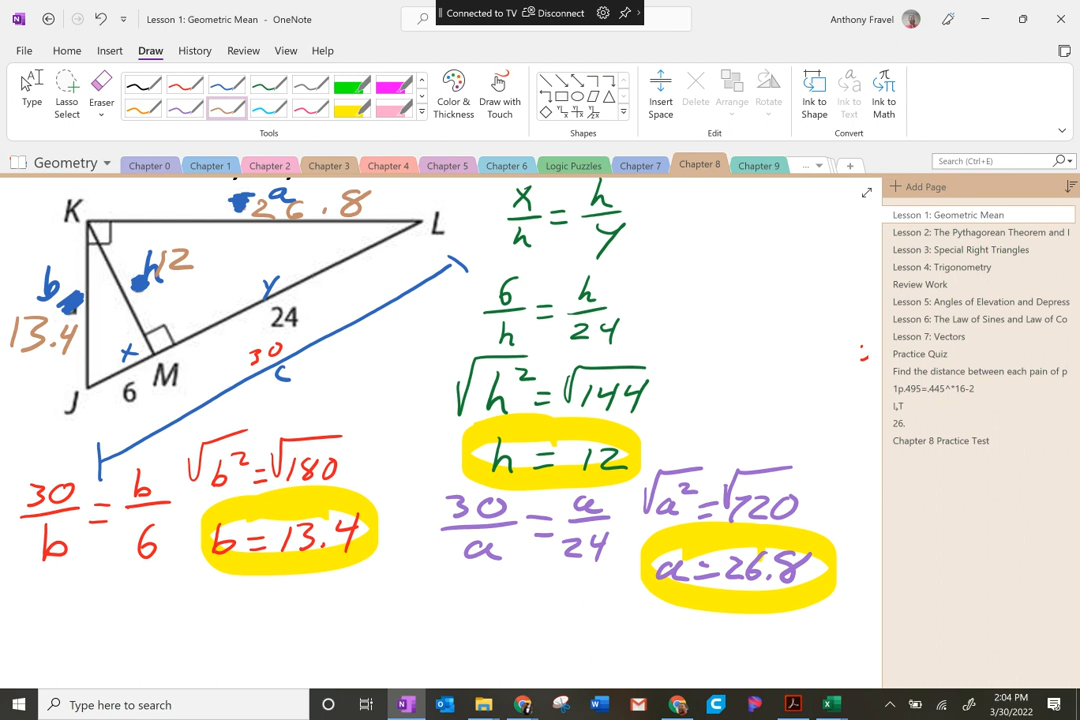 Lesson 1: Geometric Mean - OneNote
Connected to TV Disconnect
Anthony Fravel
File Home Insert Draw History Review View Help
Type
Lasso Select
Eraser
Tools
Color & Thickness
Draw with Touch
Shapes
Insert Space
Delete
Arrange
Rotate
Edit
Ink to Shape
Ink to Text
Ink to Math
Convert
Geometry
Chapter 0 Chapter 1 Chapter 2 Chapter 3 Chapter 4 Chapter 5 Chapter 6 Logic Puzzles Chapter 7 Chapter 8 Chapter 9 ...
Search (Ctrl+E)
Add Page
Lesson 1: Geometric Mean
Lesson 2: The Pythagorean Theorem and I
Lesson 3: Special Right Triangles
Lesson 4: Trigonometry
Review Work
Lesson 5: Angles of Elevation and Depress
Lesson 6: The Law of Sines and Law of Co
Lesson 7: Vectors
Practice Quiz
Find the distance between each pair of p
1p.495=.445^*16-2
I,T
26.
Chapter 8 Practice Test
a
K 26.8 L
b h 12
13.4
y
24
x
30
c
M
J 6
x/h = h/y
6/h = h/24
√h² = √144
h = 12
30/b = b/6
√b² = √180
b = 13.4
30/a = a/24
√a² = √720
a = 26.8
Type here to search
2:04 PM
3/30/2022